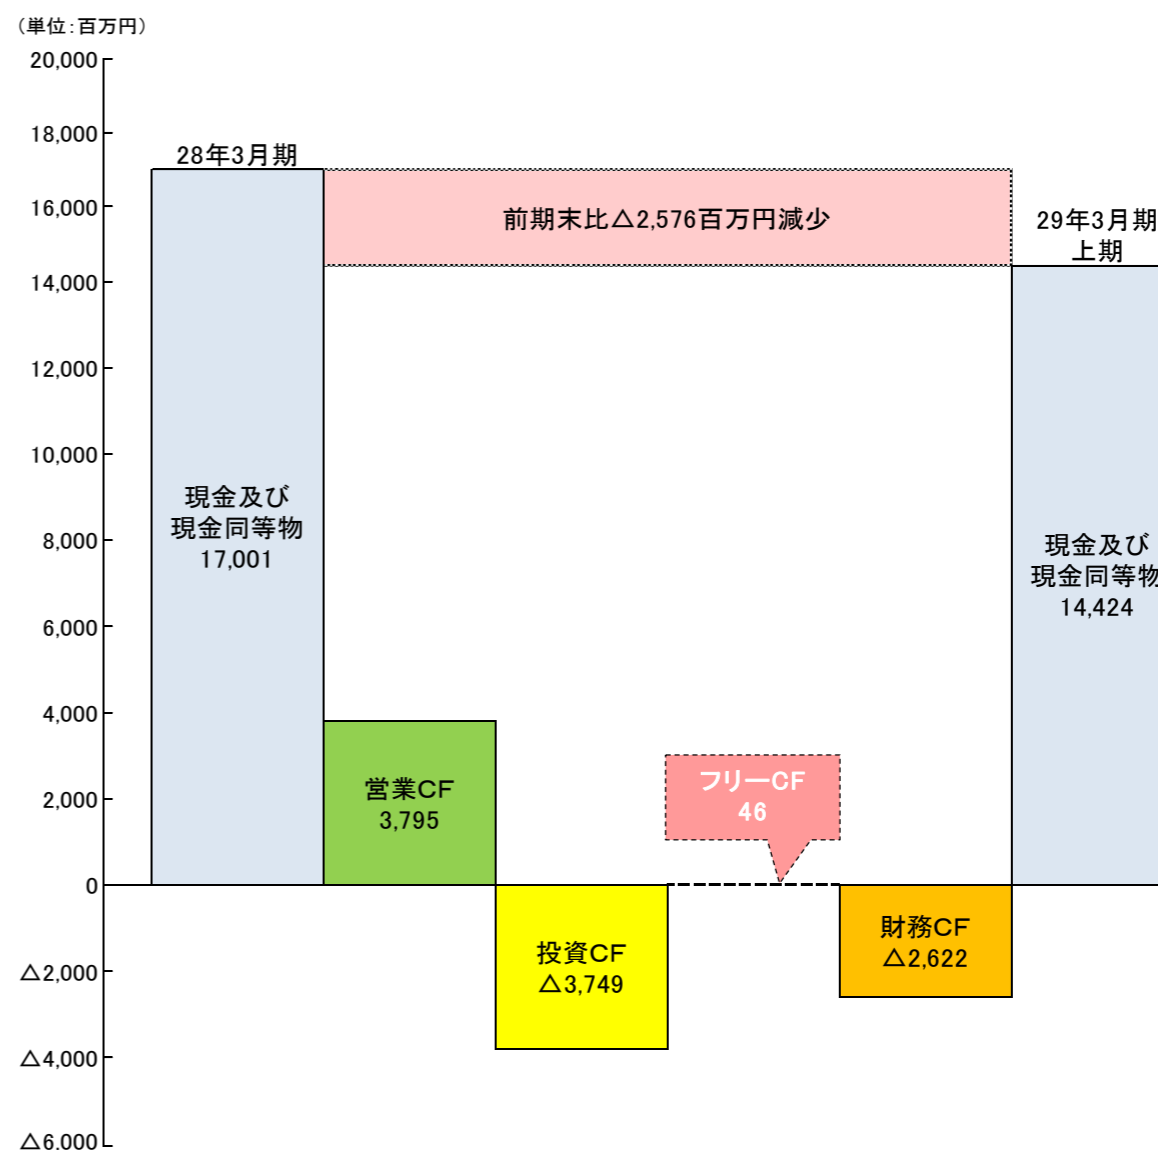 （単位：百万円）
20,000
18,000
16,000
14,000
12,000
10,000
8,000
6,000
4,000
2,000
0
△2,000
△4,000
△6,000
28年3月期
前期末比△2,576百万円減少
29年3月期
上期
現金及び
現金同等物
17,001
営業CF
3,795
投資CF
△3,749
フリーCF
46
財務CF
△2,622
現金及び
現金同等物
14,424